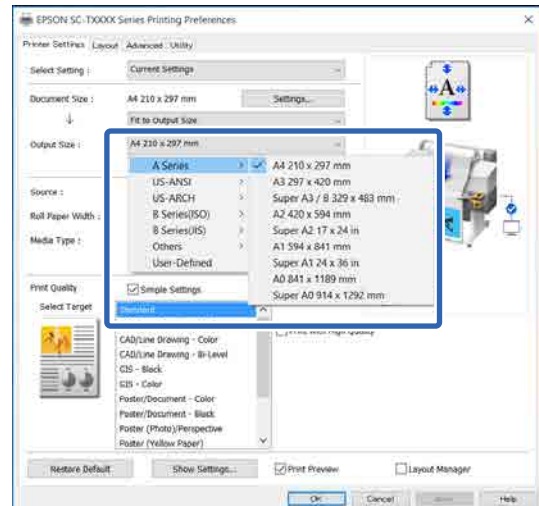 EPSON SC-TXXXX Series Printing Preferences
Printer Settings Layout Advanced Utility
Select Setting : Current Settings
Document Size : A4 210 x 297 mm Settings...
Fit to Output Size
Output Size : A4 210 x 297 mm
A Series
US-ANSI
US-ARCH
B Series(ISO)
B Series(JIS)
Others
User-Defined
A4 210 x 297 mm
A3 297 x 420 mm
Super A3 / B 329 x 483 mm
A2 420 x 594 mm
Super A2 17 x 24 in
A1 594 x 841 mm
Super A1 24 x 36 in
A0 841 x 1189 mm
Super A0 914 x 1292 mm
Source :
Roll Paper Width :
Media Type :
A
Print Quality
Simple Settings
Select Target
Standard
Print with High Quality
CAD/Line Drawing - Color
CAD/Line Drawing - Bi-Level
GIS - Black
GIS - Color
Poster/Document - Color
Poster/Document - Black
Poster (Photo)/Perspective
Poster (Yellow Paper)
Restore Default Show Settings... Print Preview Layout Manager
OK Cancel Help